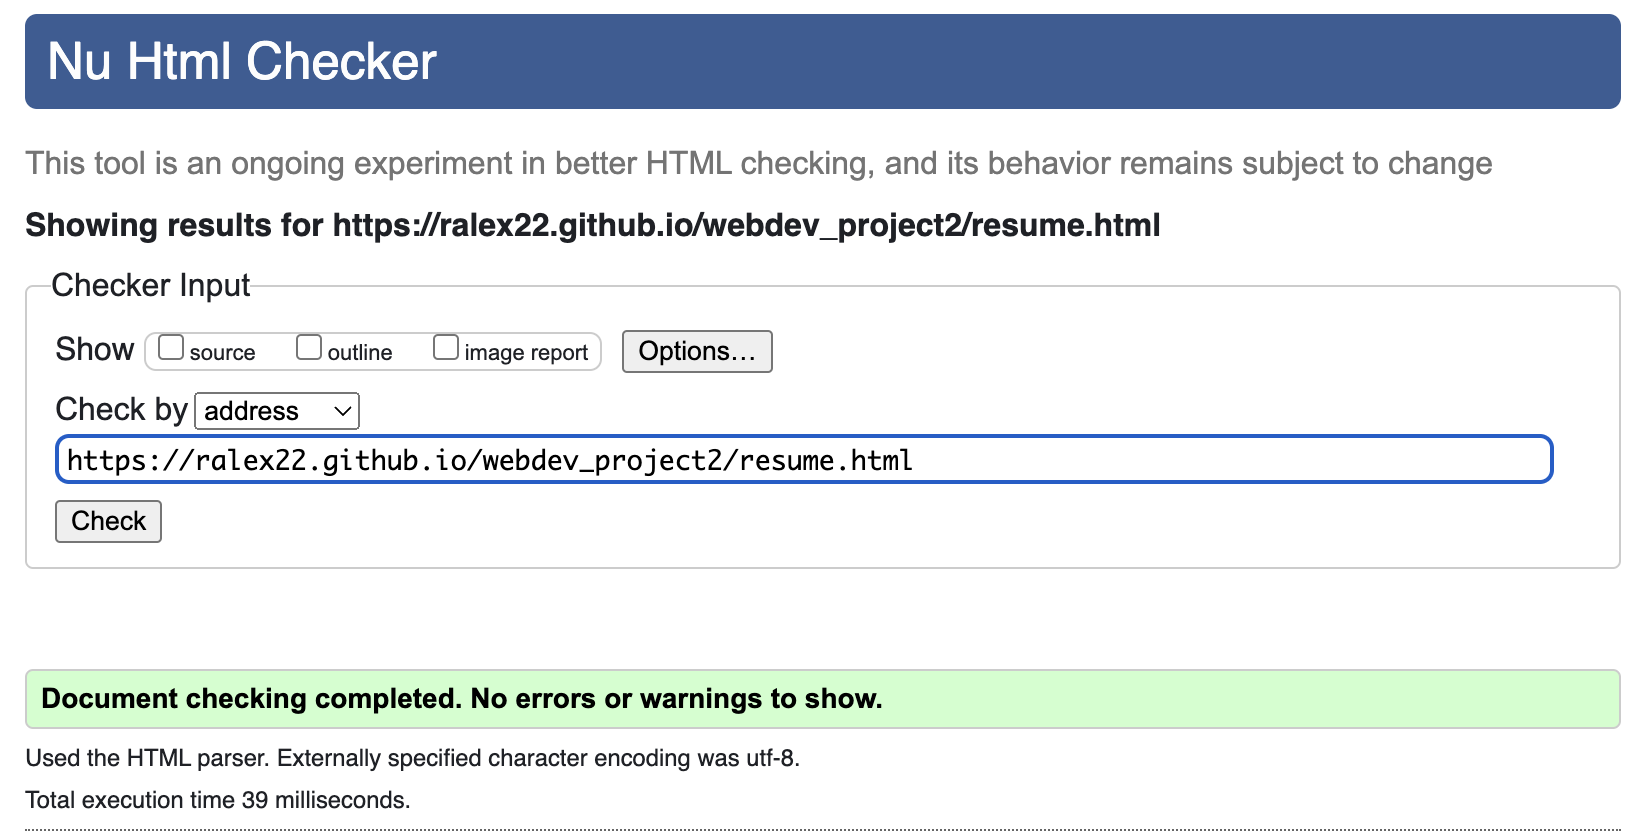 Nu Html Checker
This tool is an ongoing experiment in better HTML checking, and its behavior remains subject to change
Showing results for https://ralex22.github.io/webdev_project2/resume.html
Checker Input
Show source outline image report Options…
Check by address
https://ralex22.github.io/webdev_project2/resume.html
Check
Document checking completed. No errors or warnings to show.
Used the HTML parser. Externally specified character encoding was utf-8.
Total execution time 39 milliseconds.